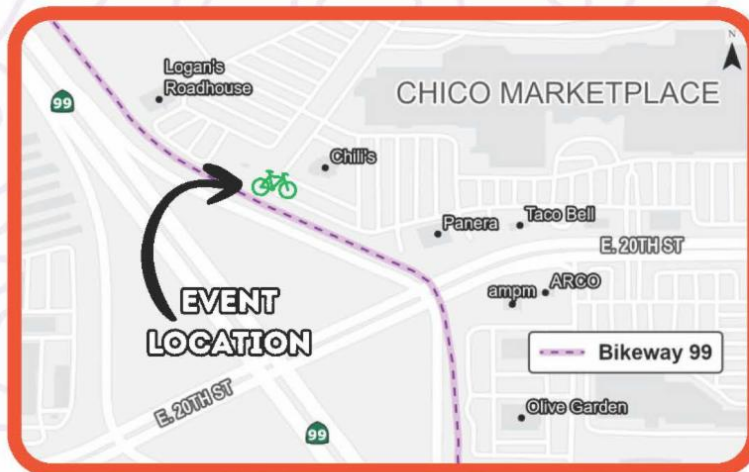 N
Logan's
Roadhouse
99
CHICO MARKETPLACE
Chili's
Panera
Taco Bell
E. 20TH ST
ampm
ARCO
EVENT
LOCATION
Bikeway 99
E. 20TH ST
Olive Garden
99